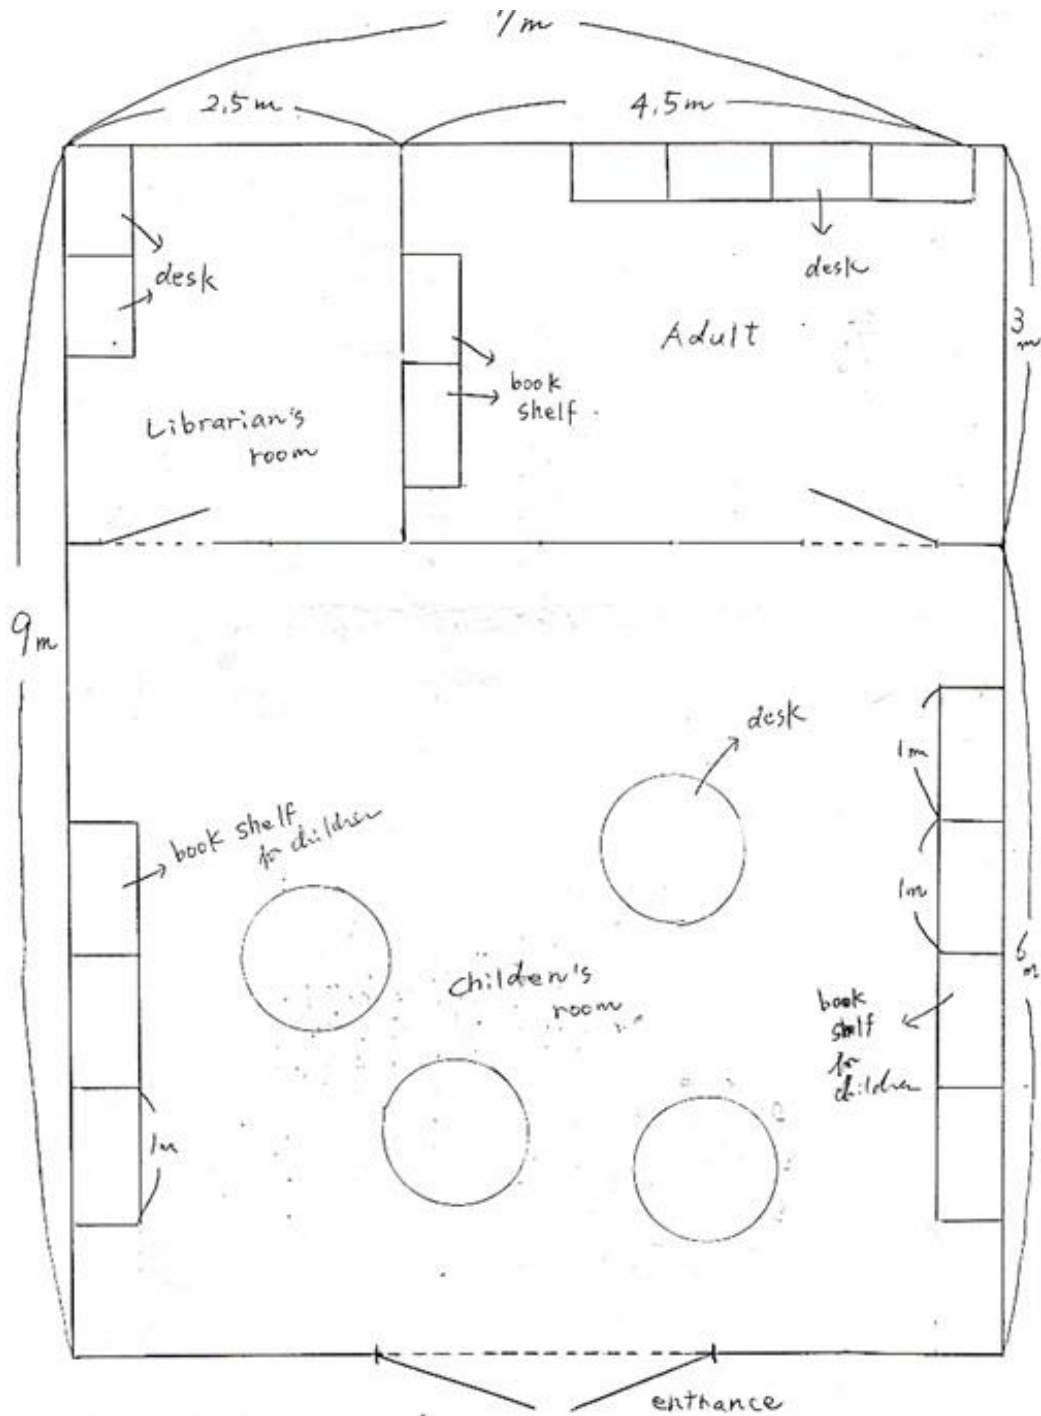 7m
2.5m
4.5m
desk
desk
Adult
3m
book
shelf
Librarian's
room
9m
desk
1m
book shelf
for children
1m
Childen's
room
6m
book
shelf
for
children
1m
entrance